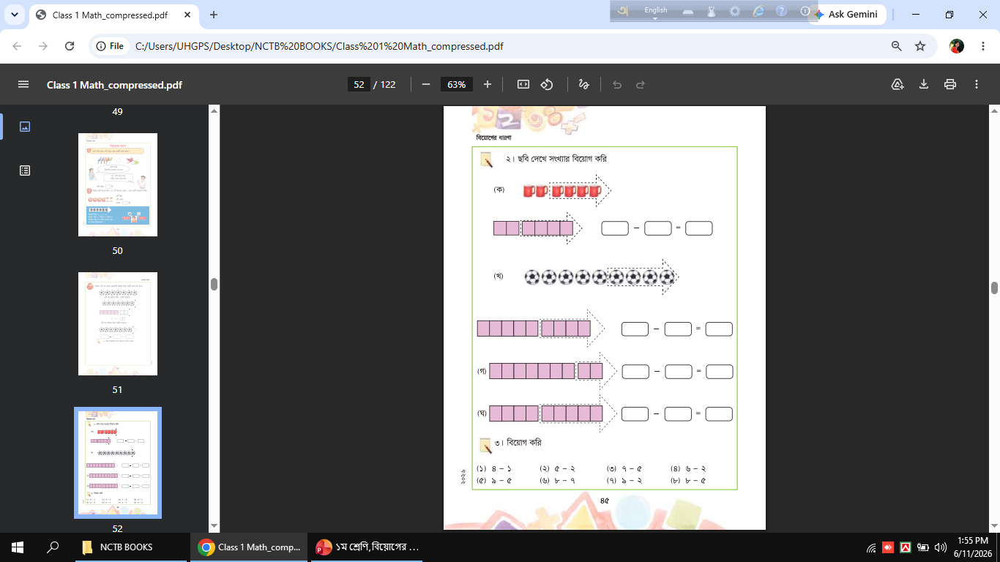 Class 1 Math_compressed.pdf
English
Ask Gemini
File
C:/Users/UHGPS/Desktop/NCTB%20BOOKS/Class%201%20Math_compressed.pdf
Class 1 Math_compressed.pdf
52 / 122
63%
49
50
51
52
বিয়োগের ধারণা
২। ছবি দেখে সংখ্যার বিয়োগ করি
(ক)
– =
(খ)
– =
(গ) – =
(ঘ) – =
৩। বিয়োগ করি
(১) ৪ – ১ (২) ৫ – ২ (৩) ৭ – ৫ (৪) ৬ – ২
(৫) ৯ – ৫ (৬) ৮ – ৭ (৭) ৯ – ২ (৮) ৮ – ৫
২০২৬
৪৫
NCTB BOOKS
Class 1 Math_comp...
১ম শ্রেণি,বিয়োগের ...
1:55 PM
6/11/2026